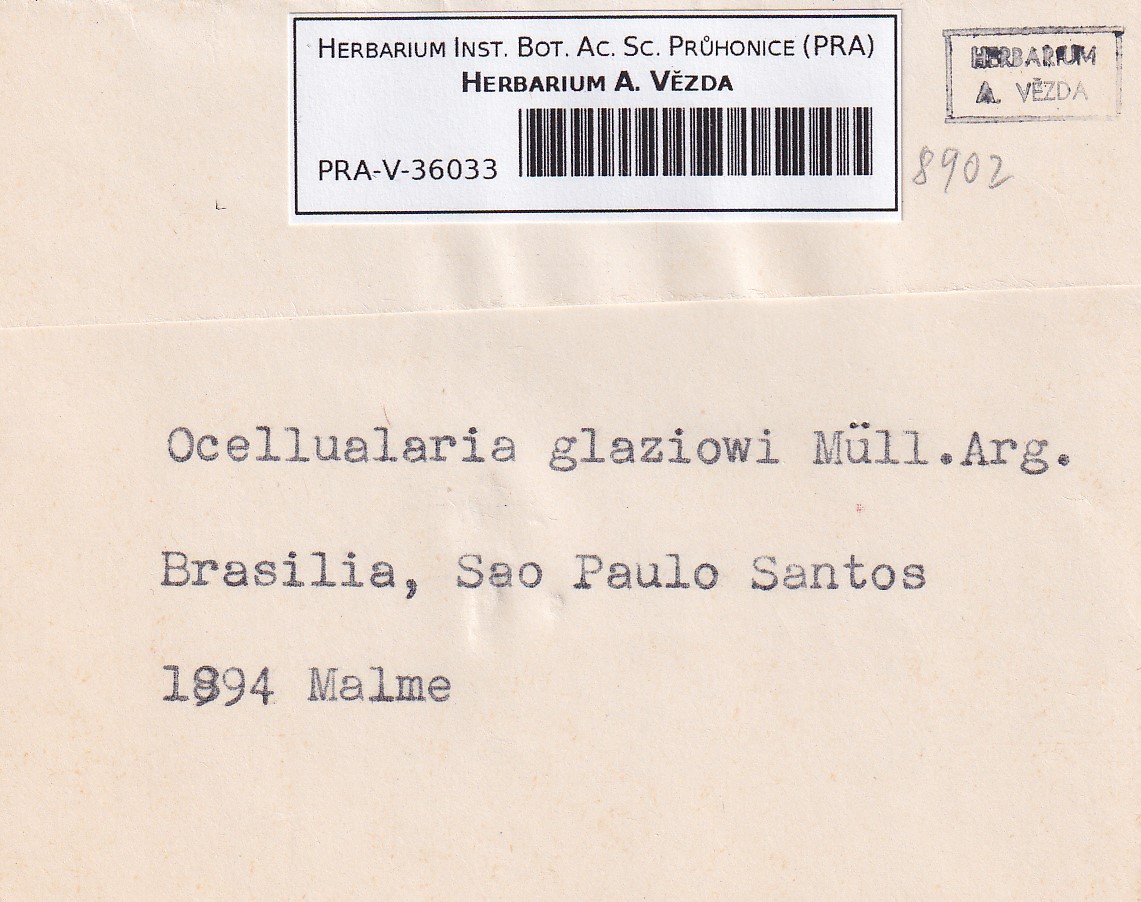 HERBARIUM INST. BOT. AC. SC. PRŮHONICE (PRA)
HERBARIUM A. VĚZDA
PRA-V-36033
HERBARIUM
A. VĚZDA
8902
Ocellualaria glaziowi Müll.Arg.
Brasilia, Sao Paulo Santos
1894 Malme